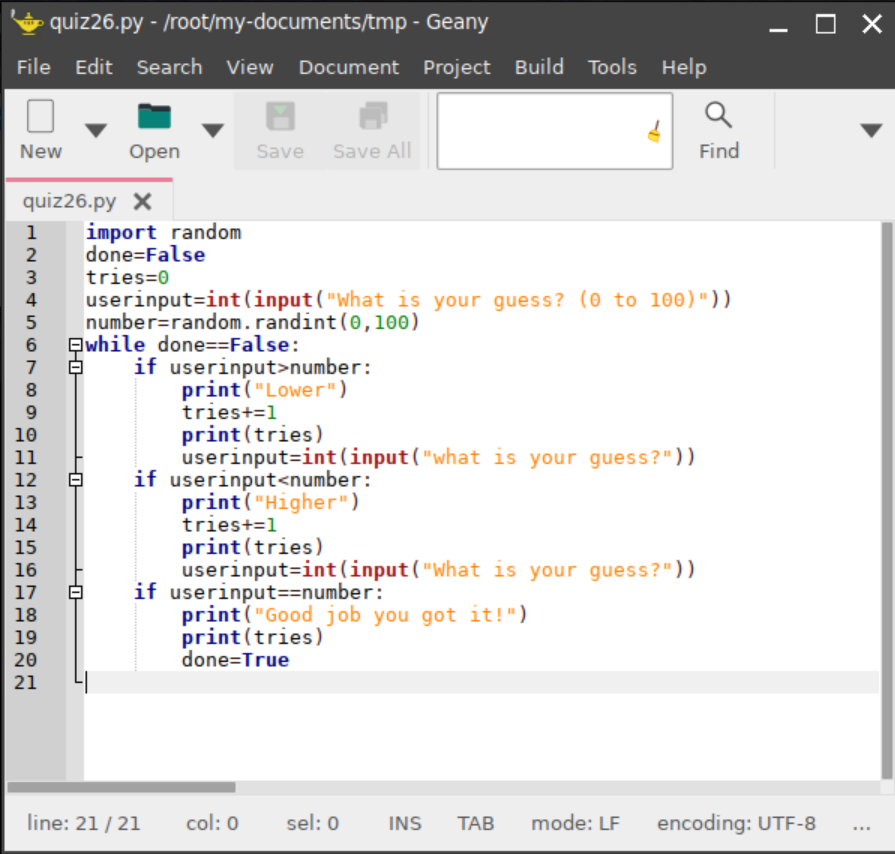 quiz26.py - /root/my-documents/tmp - Geany
File Edit Search View Document Project Build Tools Help
New Open Save Save All Find
quiz26.py
1 import random
2 done=False
3 tries=0
4 userinput=int(input("What is your guess? (0 to 100)"))
5 number=random.randint(0,100)
6 while done==False:
7     if userinput>number:
8         print("Lower")
9         tries+=1
10         print(tries)
11         userinput=int(input("what is your guess?"))
12     if userinput<number:
13         print("Higher")
14         tries+=1
15         print(tries)
16         userinput=int(input("What is your guess?"))
17     if userinput==number:
18         print("Good job you got it!")
19         print(tries)
20         done=True
21
line: 21 / 21 col: 0 sel: 0 INS TAB mode: LF encoding: UTF-8 ...